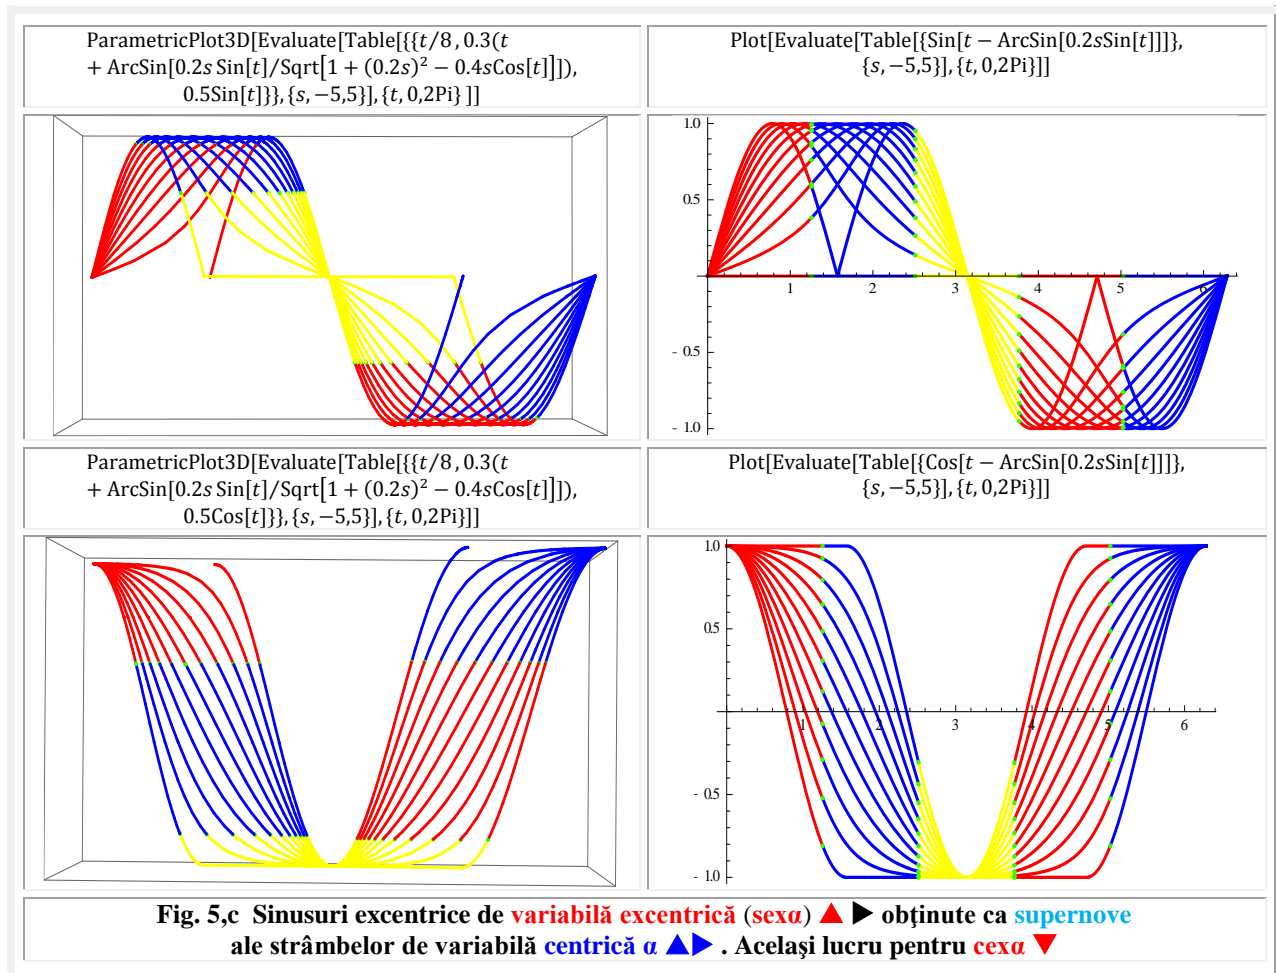 ParametricPlot3D[Evaluate[Table[{{t/8 , 0.3(t
+ ArcSin[0.2s Sin[t]/Sqrt[1 + (0.2s)² − 0.4sCos[t]]]),
0.5Sin[t]}}, {s, −5,5}], {t, 0,2Pi} ]]
Plot[Evaluate[Table[{Sin[t − ArcSin[0.2sSin[t]]]},
{s, −5,5}], {t, 0,2Pi}]]
1.0
0.5
1 2 3 4 5 6
- 0.5
- 1.0
ParametricPlot3D[Evaluate[Table[{{t/8 , 0.3(t
+ ArcSin[0.2s Sin[t]/Sqrt[1 + (0.2s)² − 0.4sCos[t]]]),
0.5Cos[t]}}, {s, −5,5}], {t, 0,2Pi}]]
Plot[Evaluate[Table[{Cos[t − ArcSin[0.2sSin[t]]]},
{s, −5,5}], {t, 0,2Pi}]]
1.0
0.5
1 2 3 4 5 6
- 0.5
- 1.0
Fig. 5,c Sinusuri excentrice de variabilă excentrică (sexα) ▲ ► obţinute ca supernove
ale strâmbelor de variabilă centrică α ▲► . Acelaşi lucru pentru cexα ▼